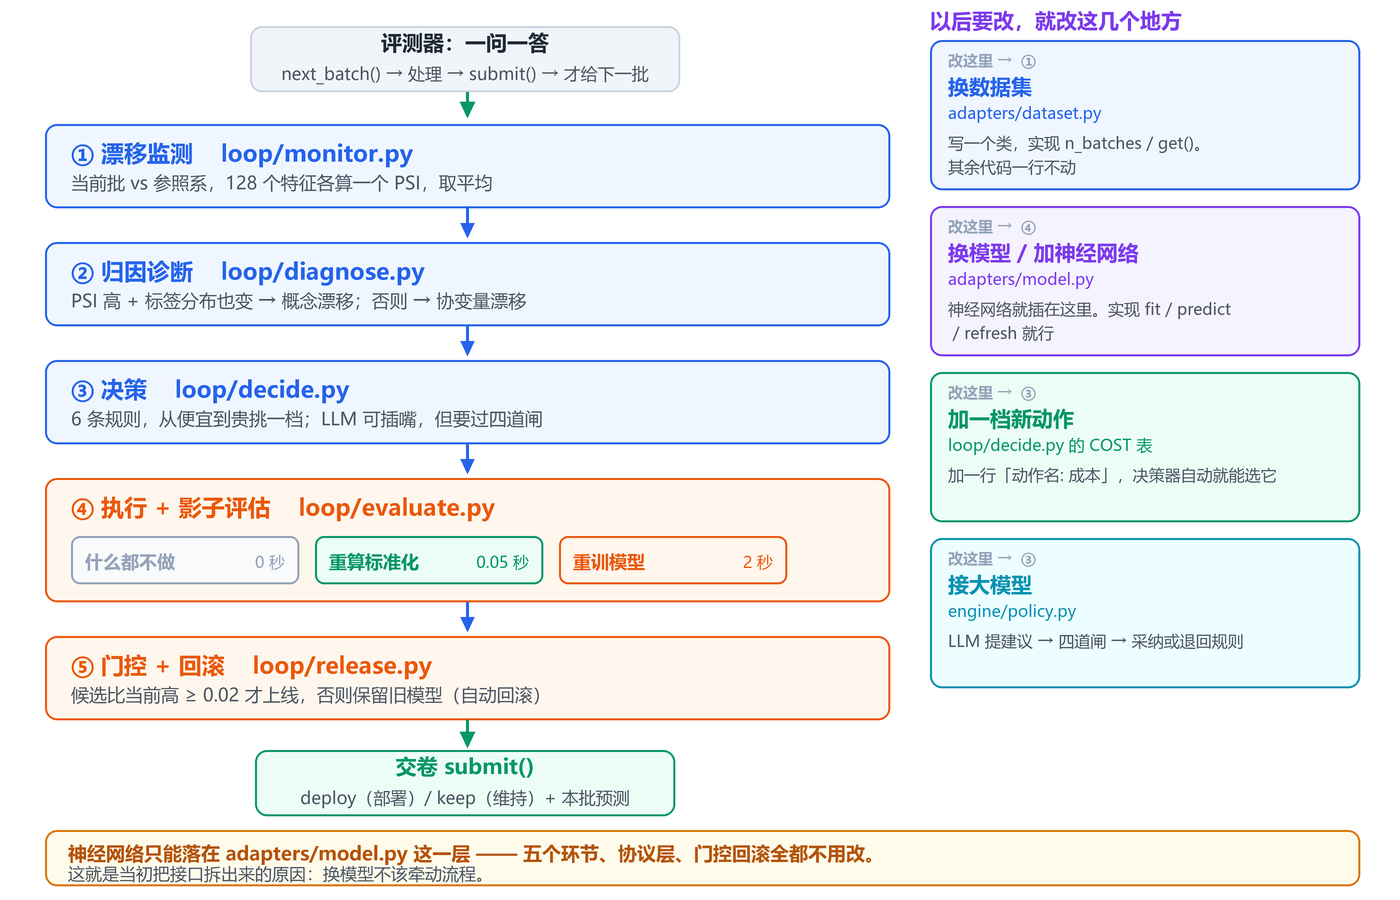 评测器：一问一答
next_batch() → 处理 → submit() → 才给下一批
① 漂移监测 loop/monitor.py
当前批 vs 参照系，128 个特征各算一个 PSI，取平均
② 归因诊断 loop/diagnose.py
PSI 高 + 标签分布也变 → 概念漂移；否则 → 协变量漂移
③ 决策 loop/decide.py
6 条规则，从便宜到贵挑一档；LLM 可插嘴，但要过四道闸
④ 执行 + 影子评估 loop/evaluate.py
什么都不做 0 秒
重算标准化 0.05 秒
重训模型 2 秒
⑤ 门控 + 回滚 loop/release.py
候选比当前高 ≥ 0.02 才上线，否则保留旧模型（自动回滚）
交卷 submit()
deploy（部署）/ keep（维持）+ 本批预测
以后要改，就改这几个地方
改这里 → ①
换数据集
adapters/dataset.py
写一个类，实现 n_batches / get()。
其余代码一行不动
改这里 → ④
换模型 / 加神经网络
adapters/model.py
神经网络就插在这里。实现 fit / predict
/ refresh 就行
改这里 → ③
加一档新动作
loop/decide.py 的 COST 表
加一行「动作名: 成本」，决策器自动就能选它
改这里 → ③
接大模型
engine/policy.py
LLM 提建议 → 四道闸 → 采纳或退回规则
神经网络只能落在 adapters/model.py 这一层 —— 五个环节、协议层、门控回滚全都不用改。
这就是当初把接口拆出来的原因：换模型不该牵动流程。